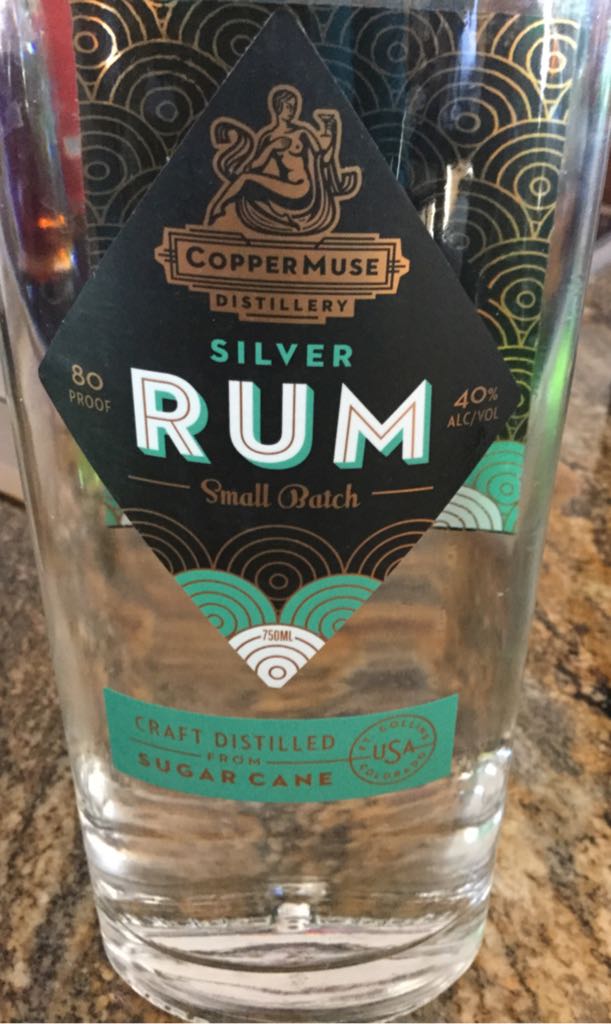 COPPERMUSE
DISTILLERY
SILVER
RUM
80
PROOF
40%
ALC/VOL
Small Batch
750ML
CRAFT DISTILLED
FROM
SUGAR CANE
FT. COLLINS
USA
COLORADO